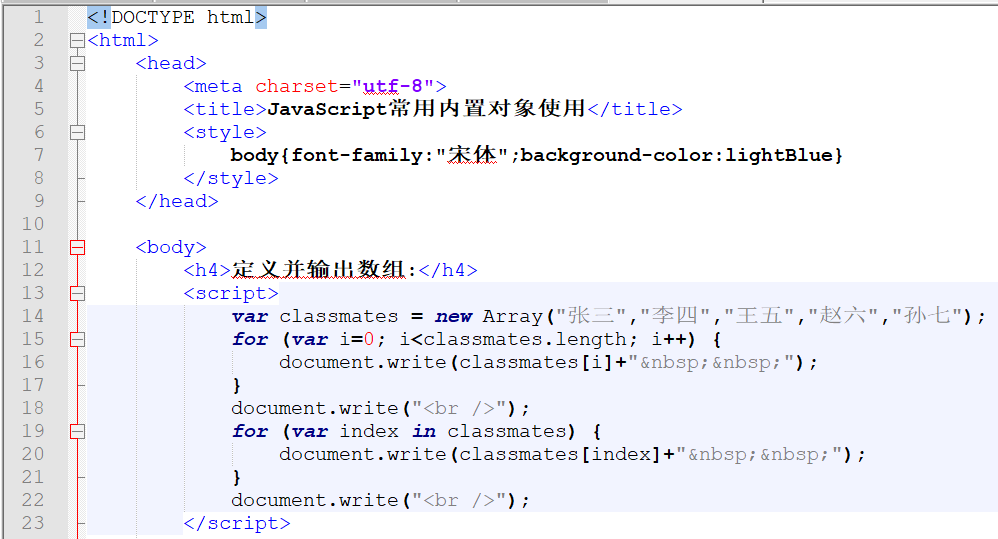 1 <!DOCTYPE html>
2 <html>
3 <head>
4 <meta charset="utf-8">
5 <title>JavaScript常用内置对象使用</title>
6 <style>
7 body{font-family:"宋体";background-color:lightBlue}
8 </style>
9 </head>
10
11 <body>
12 <h4>定义并输出数组:</h4>
13 <script>
14 var classmates = new Array("张三","李四","王五","赵六","孙七");
15 for (var i=0; i<classmates.length; i++) {
16 document.write(classmates[i]+"&nbsp;&nbsp;");
17 }
18 document.write("<br />");
19 for (var index in classmates) {
20 document.write(classmates[index]+"&nbsp;&nbsp;");
21 }
22 document.write("<br />");
23 </script>